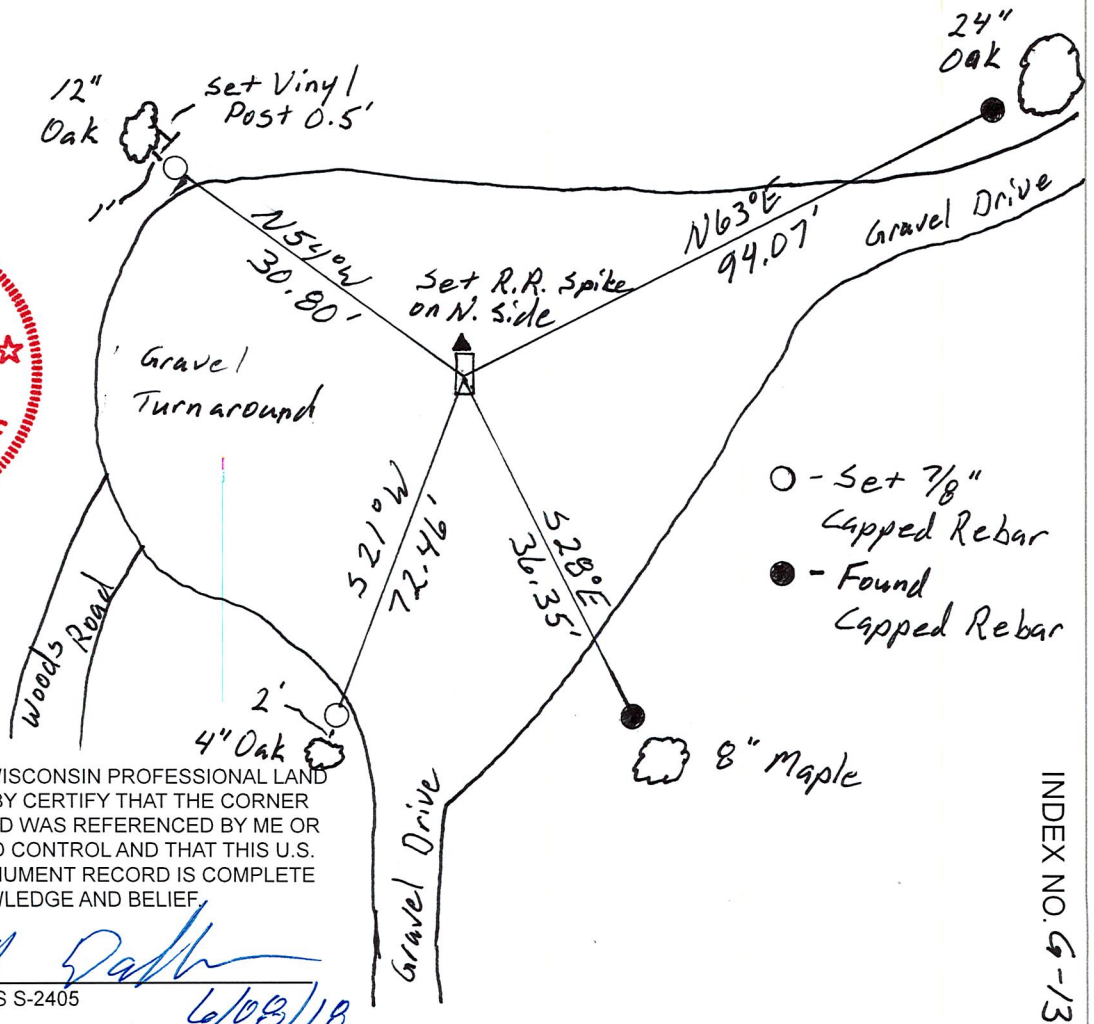 24"
Oak
12"
Oak
Set Vinyl
Post 0.5'
N54°W
30.80'
N63°E
94.07'
Gravel Drive
Set R.R. Spike
on N. Side
Gravel
Turnaround
O - Set 7/8"
Capped Rebar
● - Found
Capped Rebar
S21°W
72.46'
S28°E
36.35'
Woods Road
2'
4" Oak
8" Maple
Gravel Drive
WISCONSIN PROFESSIONAL LAND
BY CERTIFY THAT THE CORNER
D WAS REFERENCED BY ME OR
D CONTROL AND THAT THIS U.S.
NUMENT RECORD IS COMPLETE
WLEDGE AND BELIEF.
S S-2405
6/08/18
INDEX NO. G-13